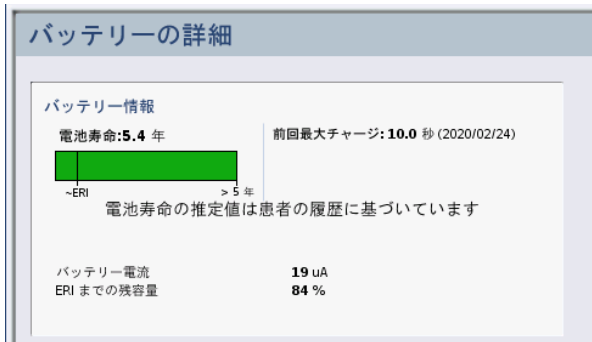 バッテリーの詳細
バッテリー情報
電池寿命:5.4 年
前回最大チャージ: 10.0 秒 (2020/02/24)
~ERI
> 5 年
電池寿命の推定値は患者の履歴に基づいています
バッテリー電流 19 uA
ERI までの残容量 84 %